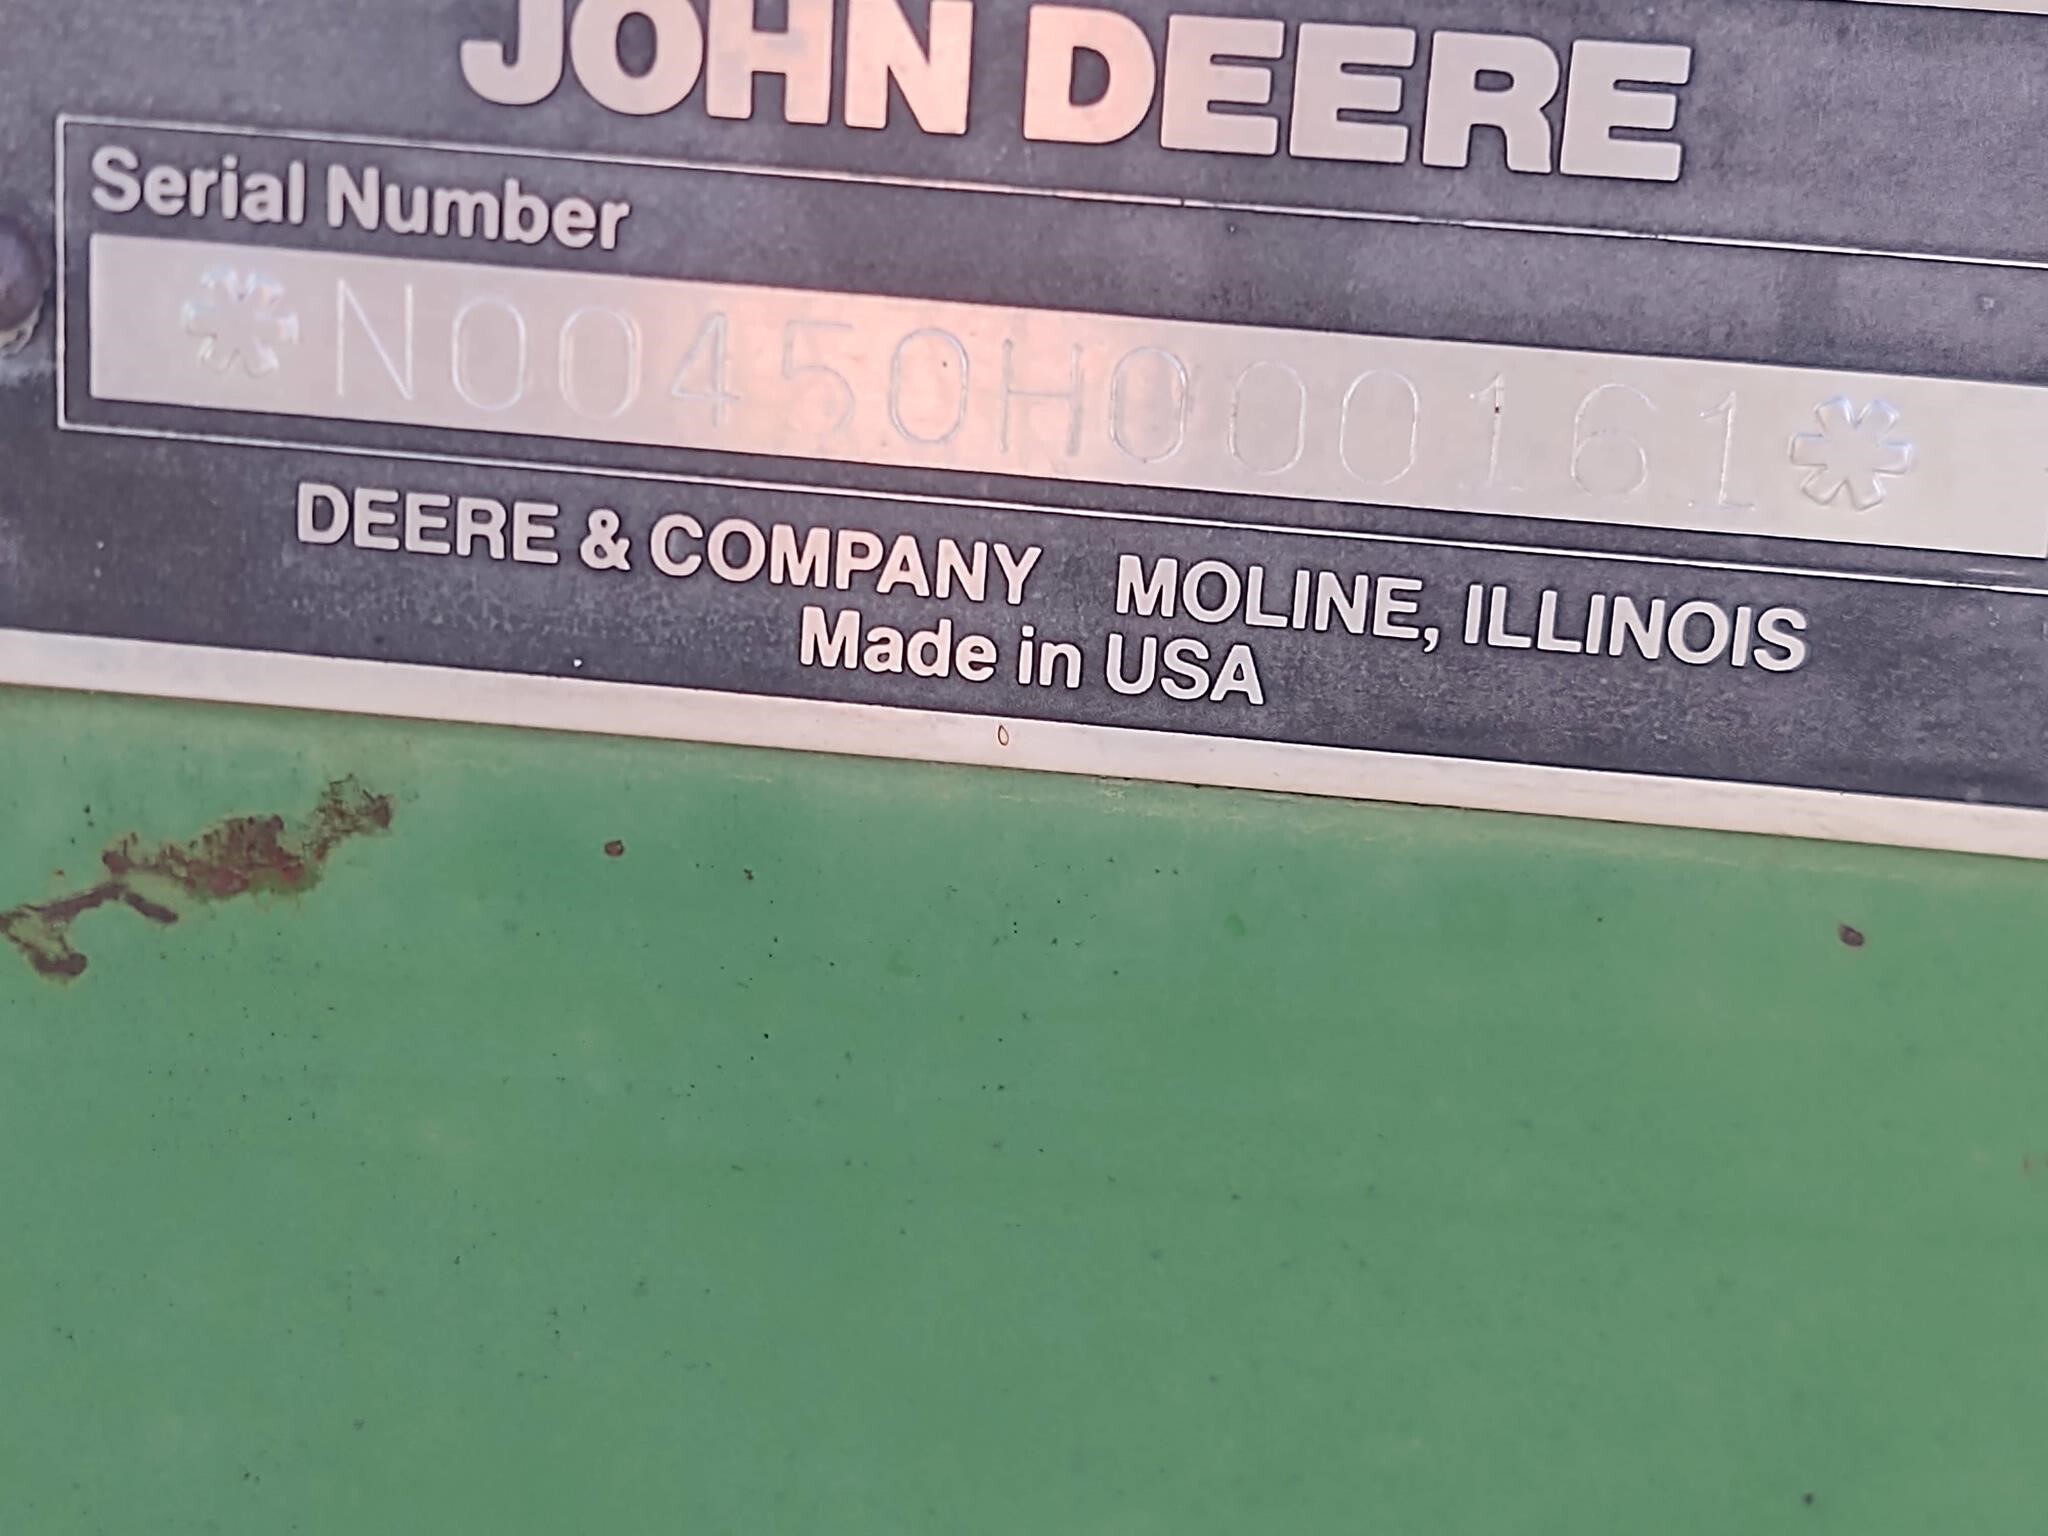 JOHN DEERE
Serial Number
*N00450H000161*
DEERE & COMPANY MOLINE, ILLINOIS
Made in USA